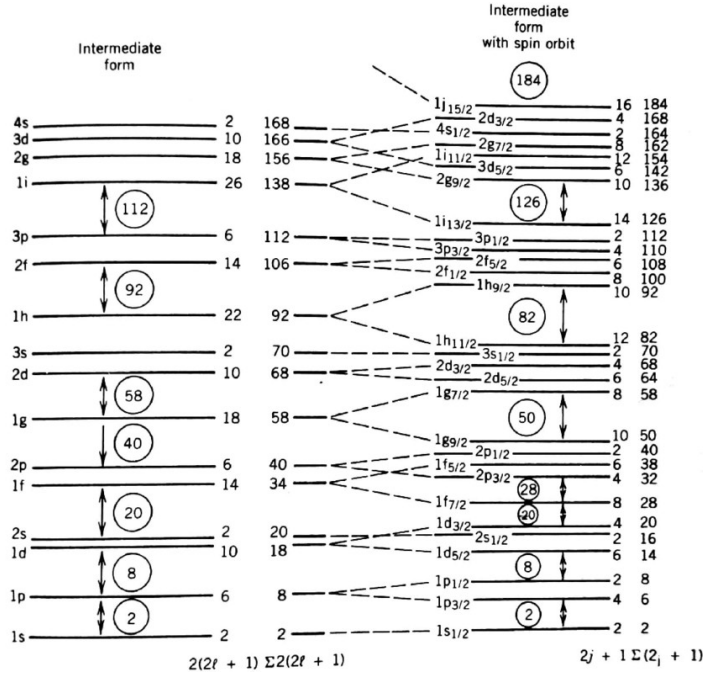 Intermediate
form
4s 2 168
3d 10 166
2g 18 156
1i 26 138
112
3p 6 112
2f 14 106
92
1h 22 92
3s 2 70
2d 10 68
58
1g 18 58
40
2p 6 40
1f 14 34
20
2s 2 20
1d 10 18
8
1p 6 8
2
1s 2 2
2(2ℓ + 1) Σ2(2ℓ + 1)
Intermediate
form
with spin orbit
184
1j15/2 16 184
2d3/2 4 168
4s1/2 2 164
2g7/2 8 162
1i11/2 12 154
3d5/2 6 142
2g9/2 10 136
126
1i13/2 14 126
3p1/2 2 112
3p3/2 4 110
2f5/2 6 108
2f1/2 8 100
1h9/2 10 92
82
1h11/2 12 82
3s1/2 2 70
2d3/2 4 68
2d5/2 6 64
1g7/2 8 58
50
1g9/2 10 50
2p1/2 2 40
1f5/2 6 38
2p3/2 4 32
28
1f7/2 8 28
20
1d3/2 4 20
2s1/2 2 16
1d5/2 6 14
8
1p1/2 2 8
1p3/2 4 6
2
1s1/2 2 2
2j + 1 Σ(2j + 1)